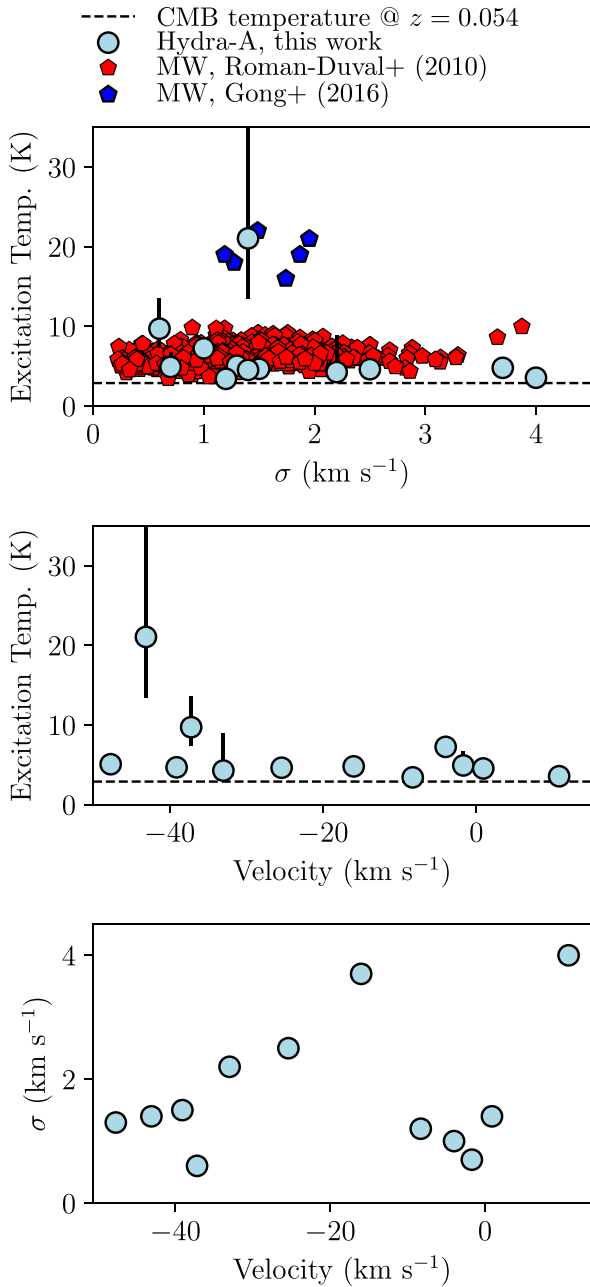 CMB temperature @ z = 0.054
Hydra-A, this work
MW, Roman-Duval+ (2010)
MW, Gong+ (2016)
Excitation Temp. (K)
30
20
10
0
0 1 2 3 4
σ (km s⁻¹)
Excitation Temp. (K)
30
20
10
0
−40 −20 0
Velocity (km s⁻¹)
σ (km s⁻¹)
4
2
0
−40 −20 0
Velocity (km s⁻¹)